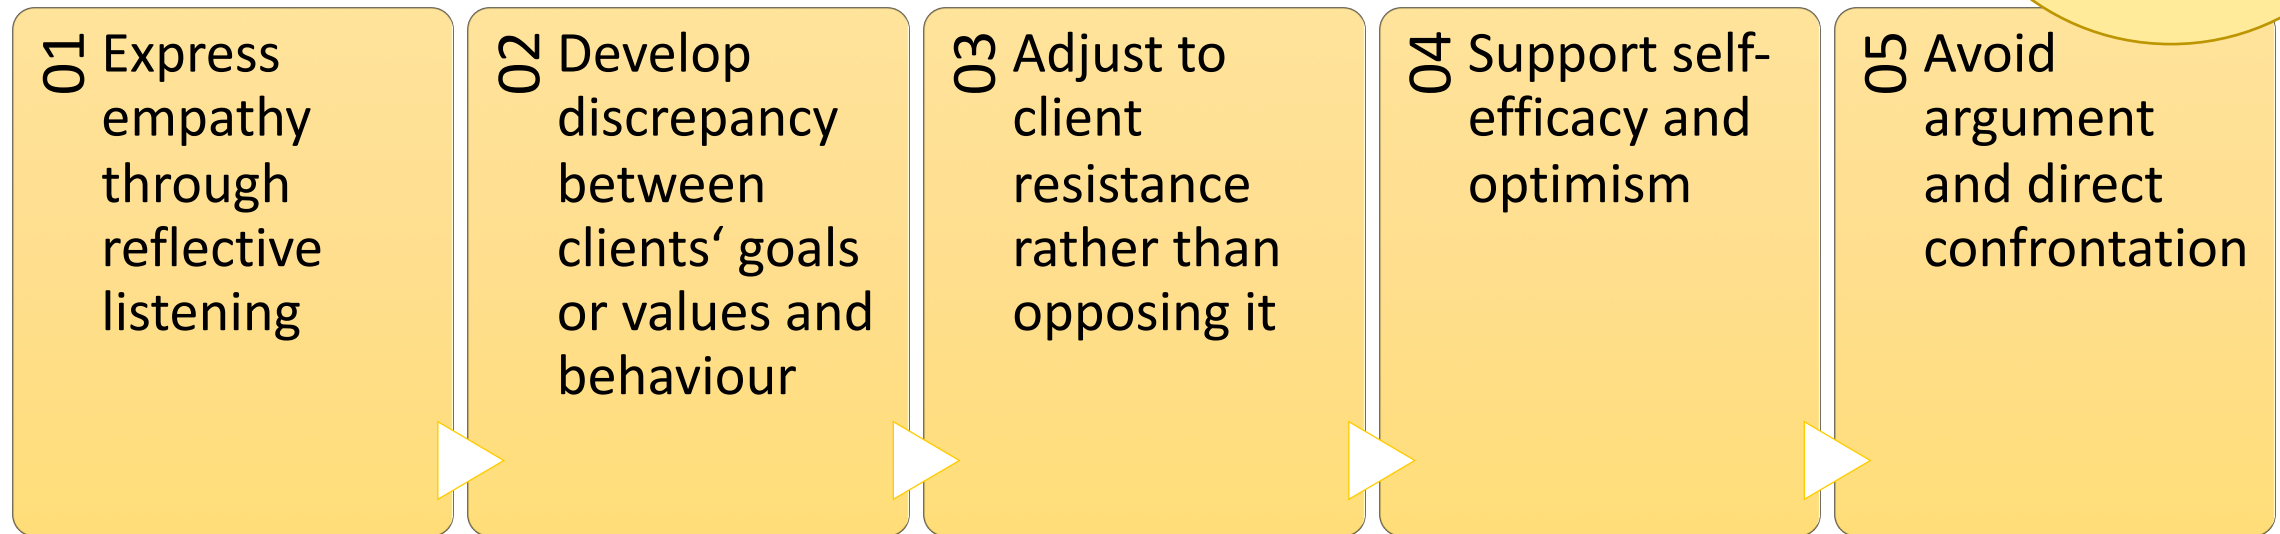 01
Express
empathy
through
reflective
listening
02
Develop
discrepancy
between
clients‘ goals
or values and
behaviour
03
Adjust to
client
resistance
rather than
opposing it
04
Support self-
efficacy and
optimism
05
Avoid
argument
and direct
confrontation